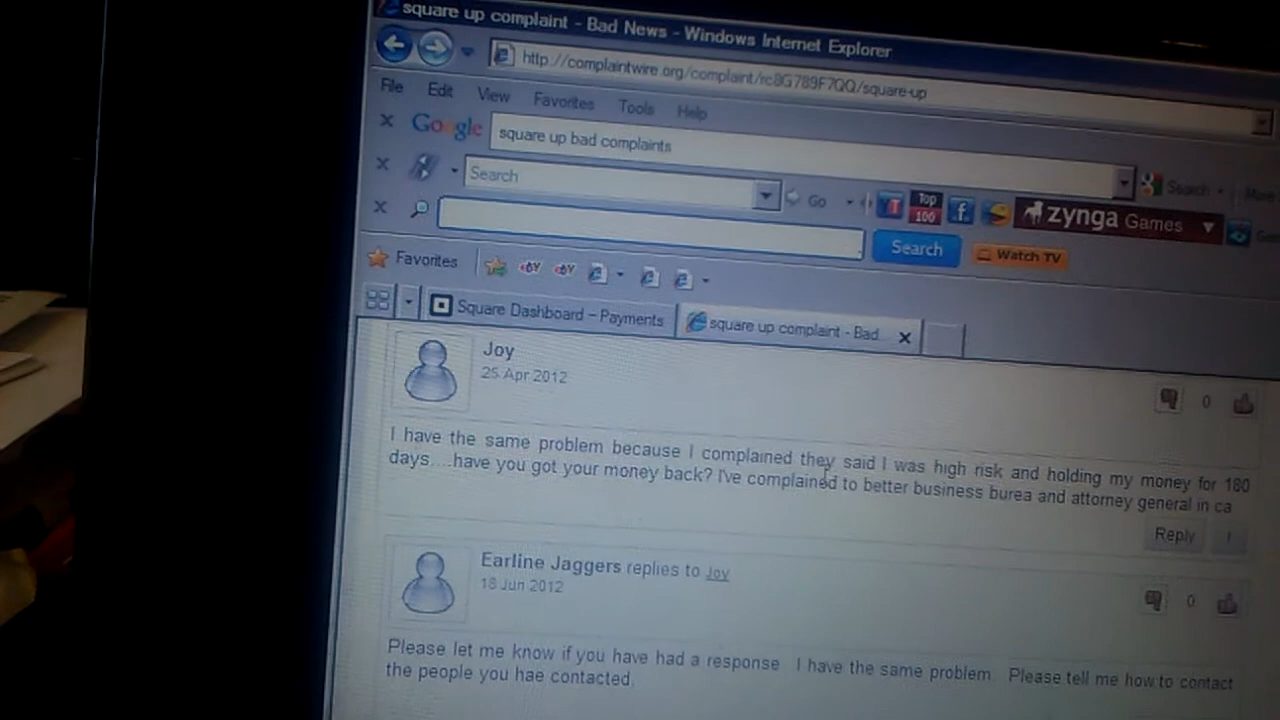 square up complaint - Bad News - Windows Internet Explorer
http://complaintwire.org/complaint/rc8G789F7QQ/square-up
File Edit View Favorites Tools Help
x Google square up bad complaints Search
x Search Go Top 100 f zynga Games
x Search Watch TV
Favorites
Square Dashboard - Payments square up complaint - Bad x
Joy
25 Apr 2012
0
I have the same problem because I complained they said I was high risk and holding my money for 180
days....have you got your money back? I've complained to better business burea and attorney general in ca
Reply !
Earline Jaggers replies to Joy
18 Jun 2012
0
Please let me know if you have had a response I have the same problem Please tell me how to contact
the people you hae contacted.